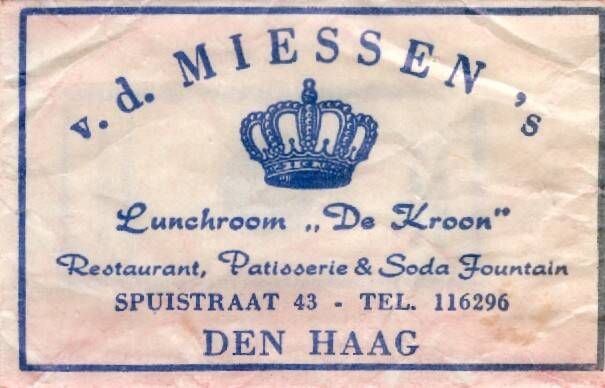 v.d. MIESSEN's
Lunchroom „De Kroon"
Restaurant, Patisserie & Soda Fountain
SPUISTRAAT 43 - TEL. 116296
DEN HAAG